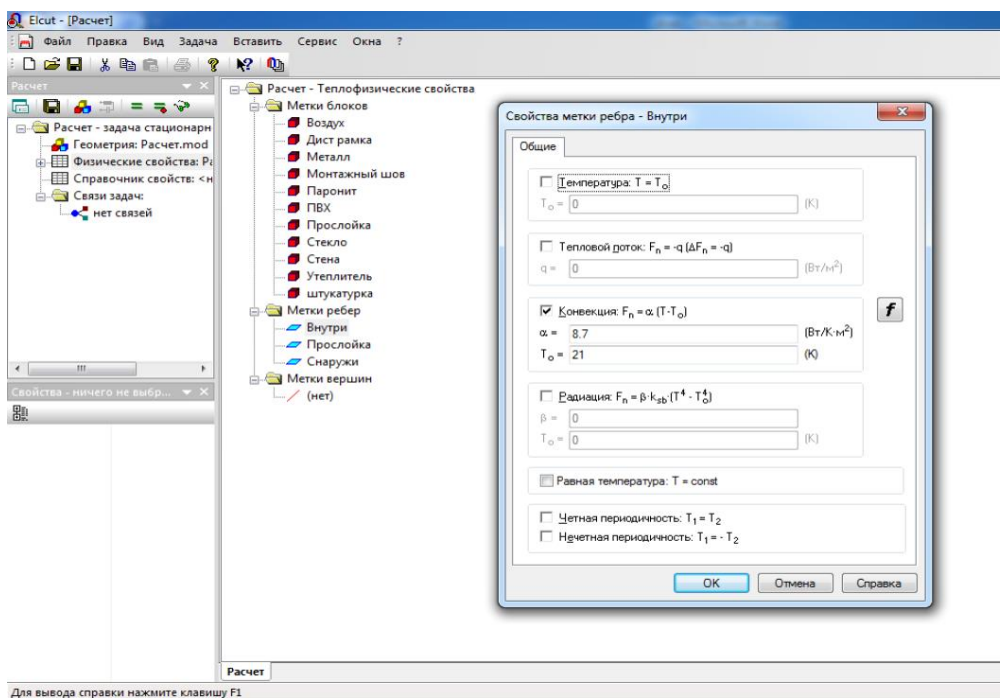 Elcut - [Расчет]
Файл Правка Вид Задача Вставить Сервис Окна ?
Расчет
Расчет - задача стационарн
Геометрия: Расчет.mod
Физические свойства: Ра
Справочник свойств: <н
Связи задач:
нет связей
Свойства - ничего не выбр...
Расчет - Теплофизические свойства
Метки блоков
Воздух
Дист рамка
Металл
Монтажный шов
Паронит
ПВХ
Прослойка
Стекло
Стена
Утеплитель
штукатурка
Метки ребер
Внутри
Прослойка
Снаружи
Метки вершин
(нет)
Расчет
Свойства метки ребра - Внутри
Общие
Температура: T = T₀
T₀ = 0 (K)
Тепловой поток: Fₙ = -q (ΔFₙ = -q)
q = 0 (Вт/м²)
Конвекция: Fₙ = α (T-T₀)
f
α = 8.7 (Вт/К·м²)
T₀ = 21 (K)
Радиация: Fₙ = β·k_sb·(T⁴ - T₀⁴)
β = 0
T₀ = 0 (K)
Равная температура: T = const
Четная периодичность: T₁ = T₂
Нечетная периодичность: T₁ = - T₂
OK Отмена Справка
Для вывода справки нажмите клавишу F1